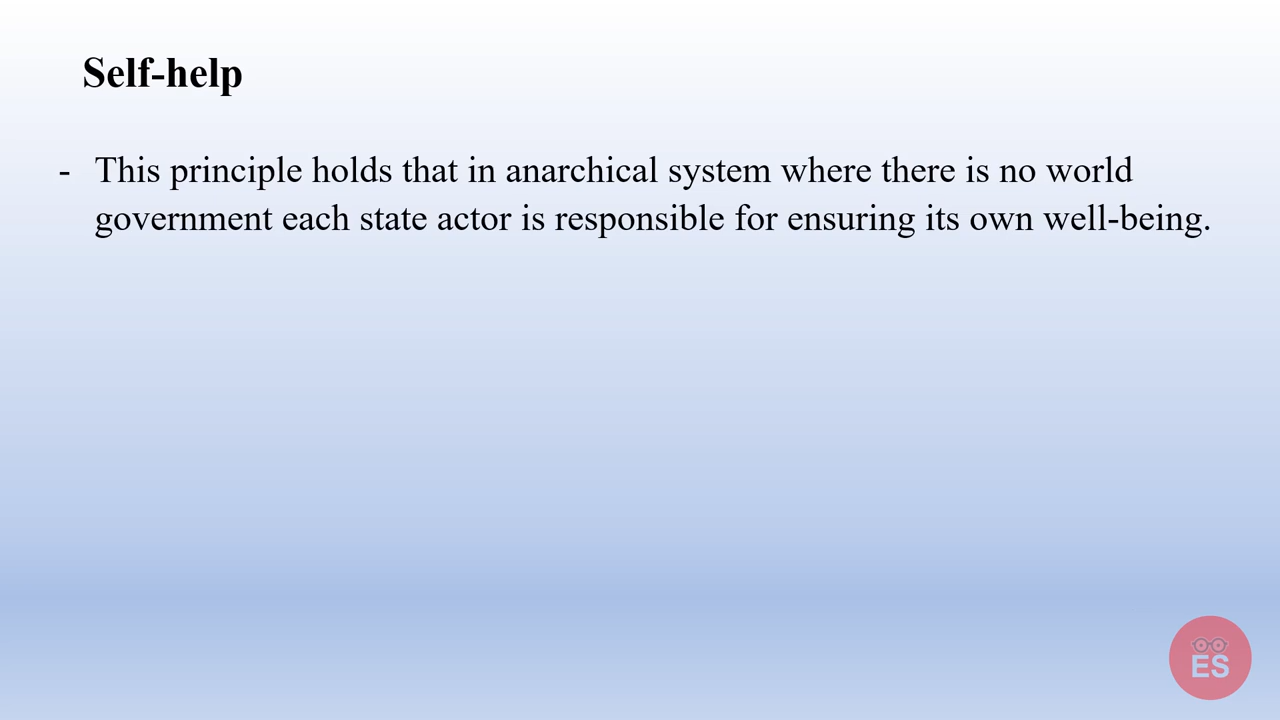 Self-help
- This principle holds that in anarchical system where there is no world
government each state actor is responsible for ensuring its own well-being.
ES